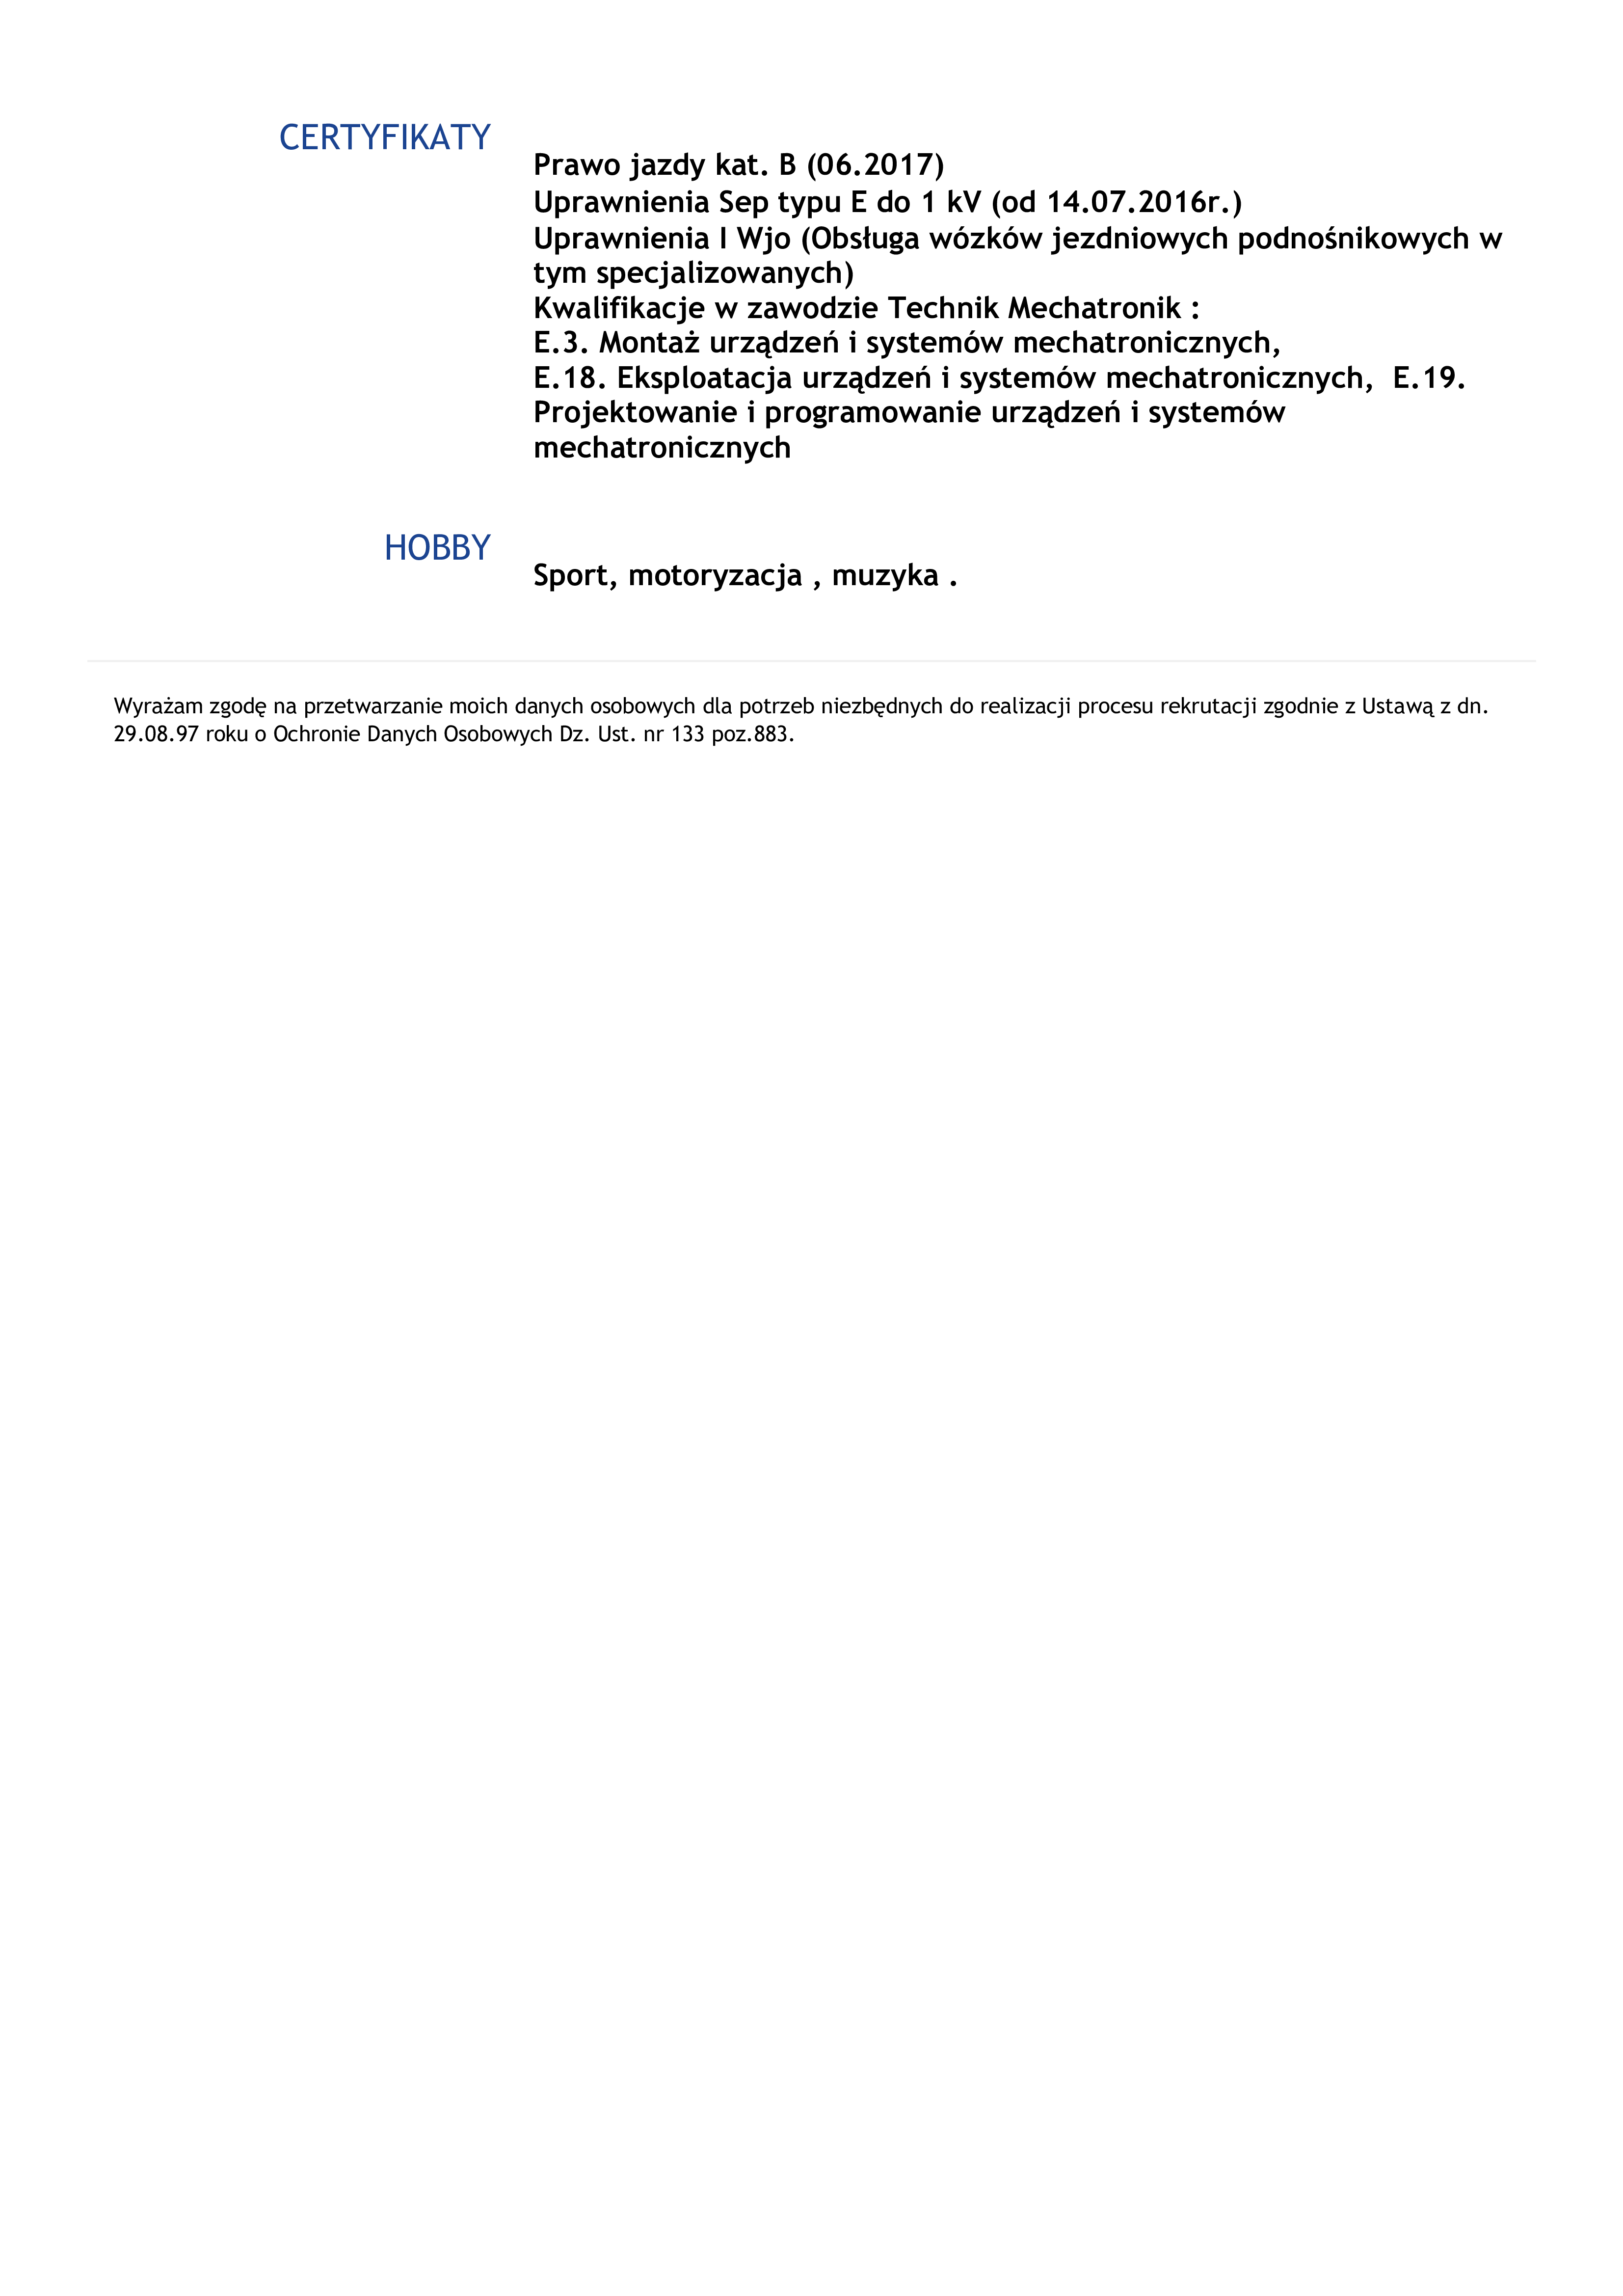 CERTYFIKATY
Prawo jazdy kat. B (06.2017)
Uprawnienia Sep typu E do 1 kV (od 14.07.2016r.)
Uprawnienia I Wjo (Obsługa wózków jezdniowych podnośnikowych w
tym specjalizowanych)
Kwalifikacje w zawodzie Technik Mechatronik :
E.3. Montaż urządzeń i systemów mechatronicznych,
E.18. Eksploatacja urządzeń i systemów mechatronicznych,  E.19.
Projektowanie i programowanie urządzeń i systemów
mechatronicznych
HOBBY
Sport, motoryzacja , muzyka .
Wyrażam zgodę na przetwarzanie moich danych osobowych dla potrzeb niezbędnych do realizacji procesu rekrutacji zgodnie z Ustawą z dn.
29.08.97 roku o Ochronie Danych Osobowych Dz. Ust. nr 133 poz.883.